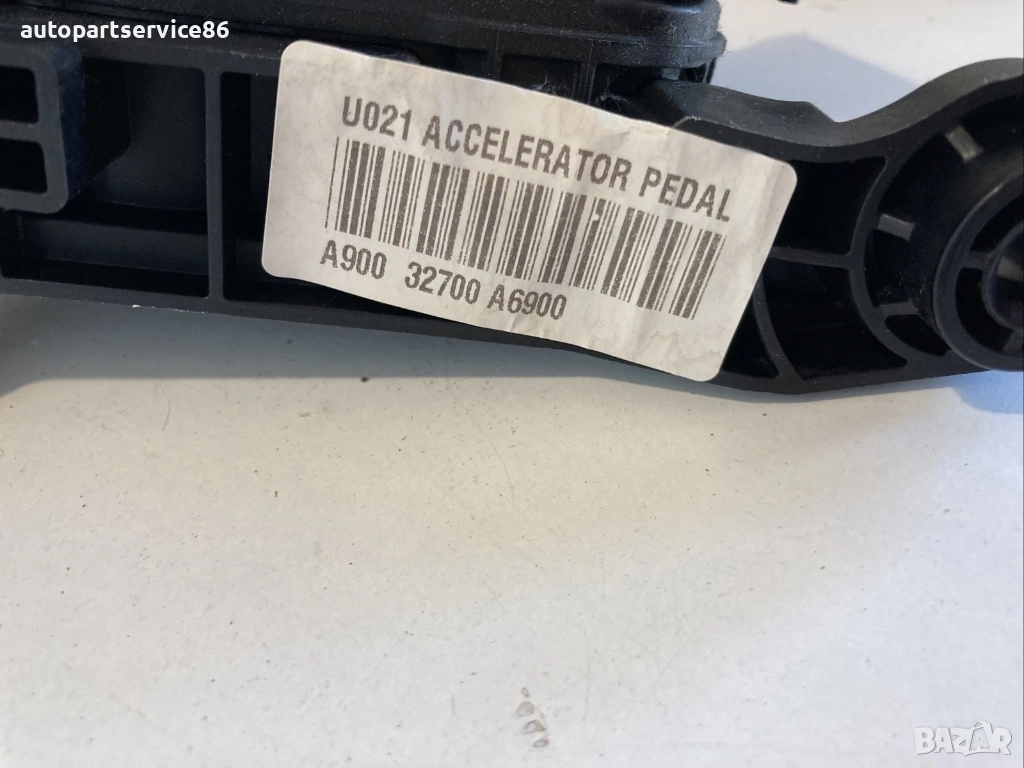 autopartservice86
U021 ACCELERATOR PEDAL
A900 32700 A6900
BAZAR